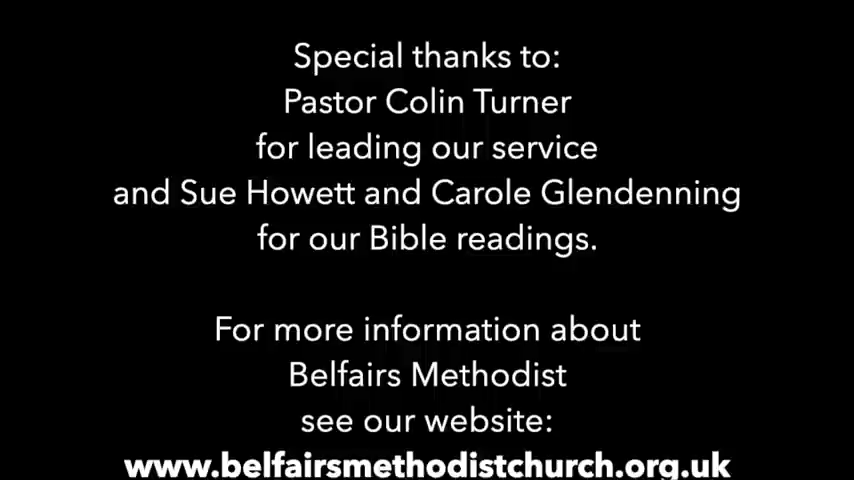 Special thanks to:
Pastor Colin Turner
for leading our service
and Sue Howett and Carole Glendenning
for our Bible readings.
For more information about
Belfairs Methodist
see our website:
www.belfairsmethodistchurch.org.uk